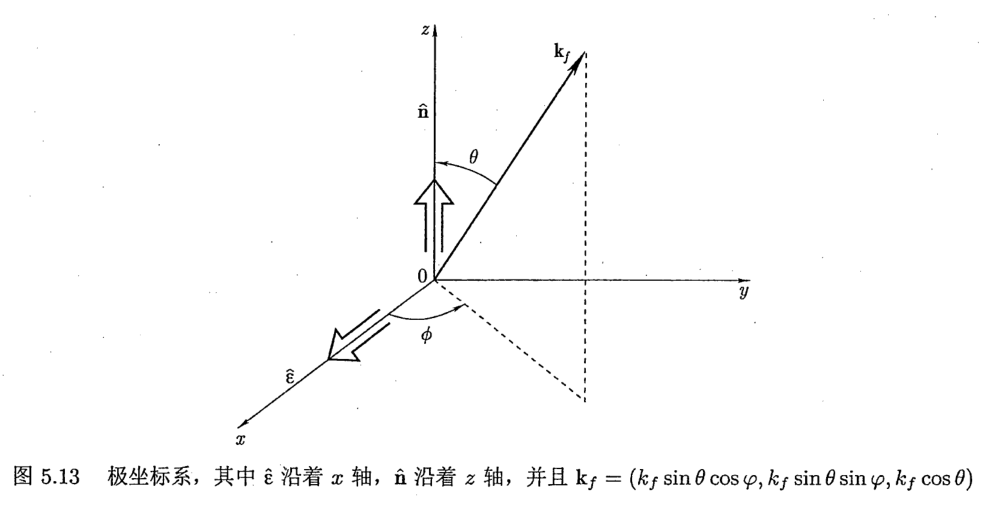 z
k_f
n̂
θ
0
y
ϕ
ε̂
x
图 5.13 极坐标系，其中 ε̂ 沿着 x 轴，n̂ 沿着 z 轴，并且 k_f = (k_f sin θ cos φ, k_f sin θ sin φ, k_f cos θ)